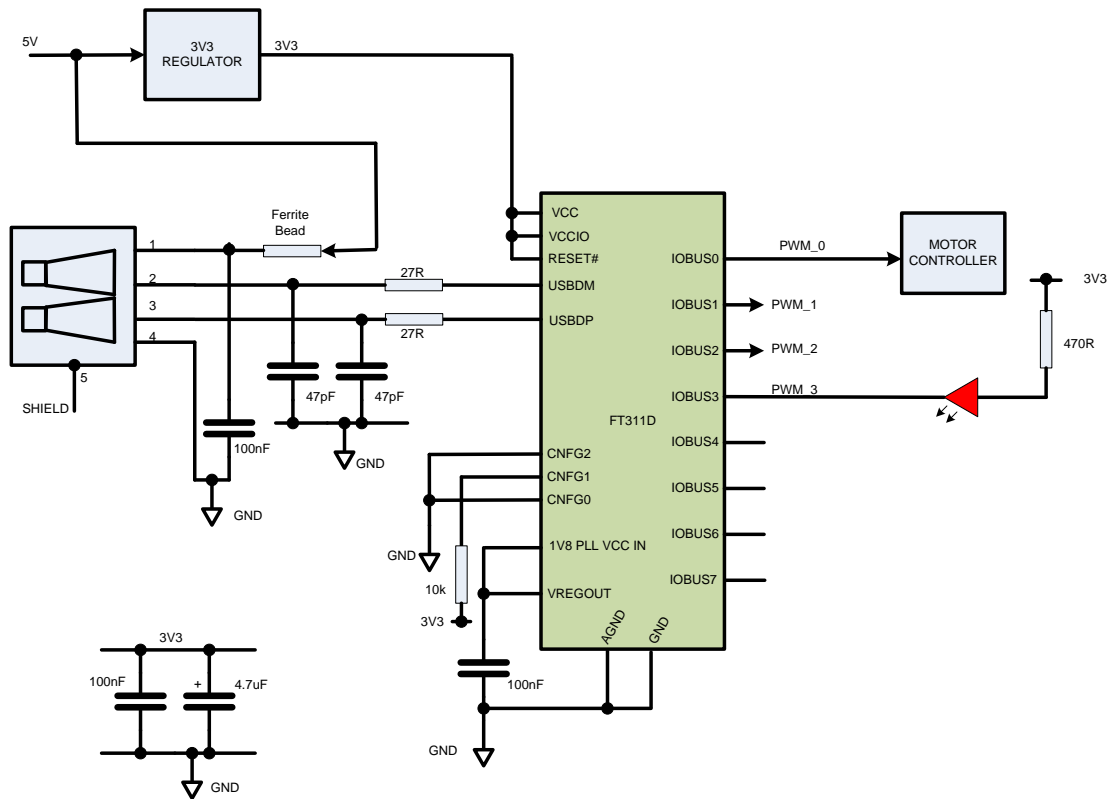 5V
3V3
REGULATOR
3V3
Ferrite
Bead
1
2
3
4
5
SHIELD
27R
27R
47pF
47pF
GND
100nF
GND
VCC
VCCIO
RESET#
USBDM
USBDP
CNFG2
CNFG1
CNFG0
1V8 PLL VCC IN
VREGOUT
AGND
GND
FT311D
IOBUS0
IOBUS1
IOBUS2
IOBUS3
IOBUS4
IOBUS5
IOBUS6
IOBUS7
PWM_0
PWM_1
PWM_2
PWM_3
MOTOR
CONTROLLER
3V3
470R
GND
10k
3V3
100nF
GND
3V3
100nF
+
4.7uF
GND